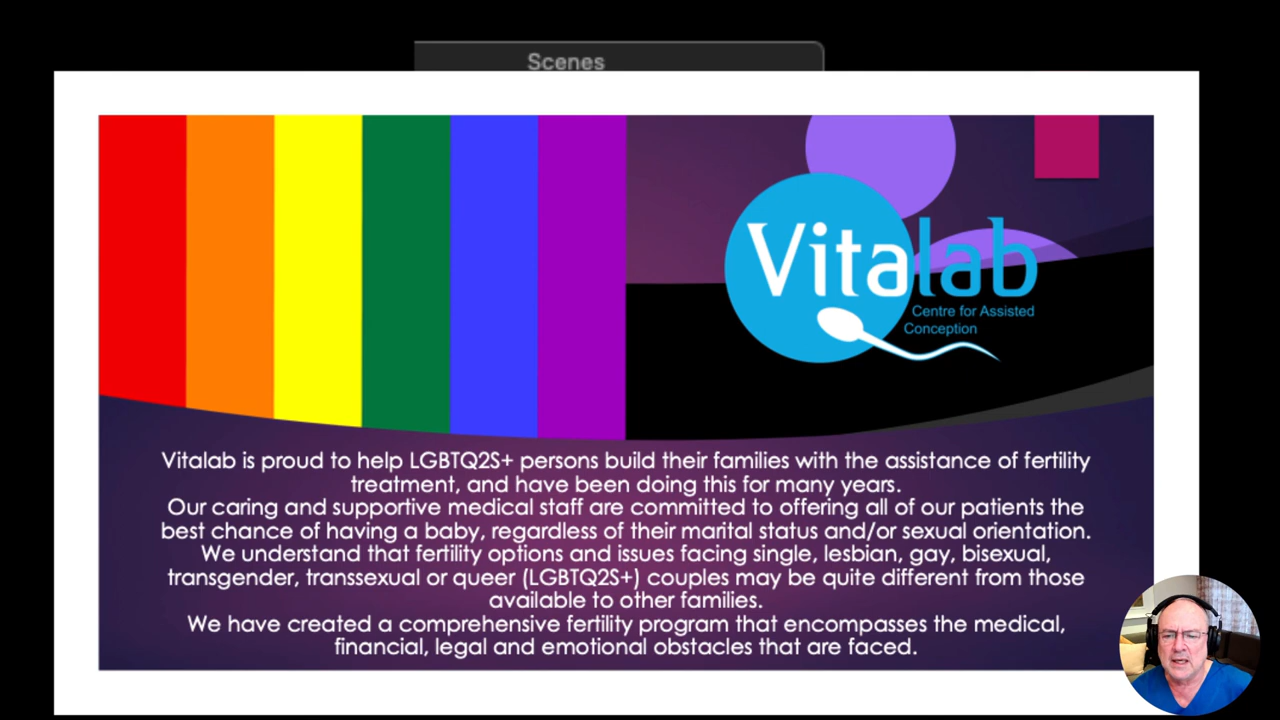 Scenes
Vitalab
Centre for Assisted
Conception
Vitalab is proud to help LGBTQ2S+ persons build their families with the assistance of fertility
treatment, and have been doing this for many years.
Our caring and supportive medical staff are committed to offering all of our patients the
best chance of having a baby, regardless of their marital status and/or sexual orientation.
We understand that fertility options and issues facing single, lesbian, gay, bisexual,
transgender, transsexual or queer (LGBTQ2S+) couples may be quite different from those
available to other families.
We have created a comprehensive fertility program that encompasses the medical,
financial, legal and emotional obstacles that are faced.